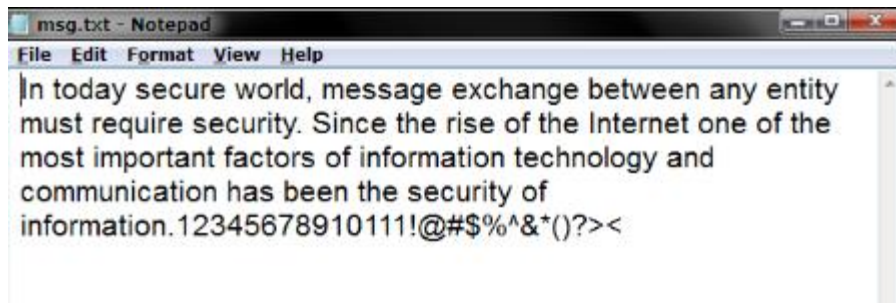 msg.txt - Notepad
File Edit Format View Help
In today secure world, message exchange between any entity
must require security. Since the rise of the Internet one of the
most important factors of information technology and
communication has been the security of
information.12345678910111!@#$%^&*()?><